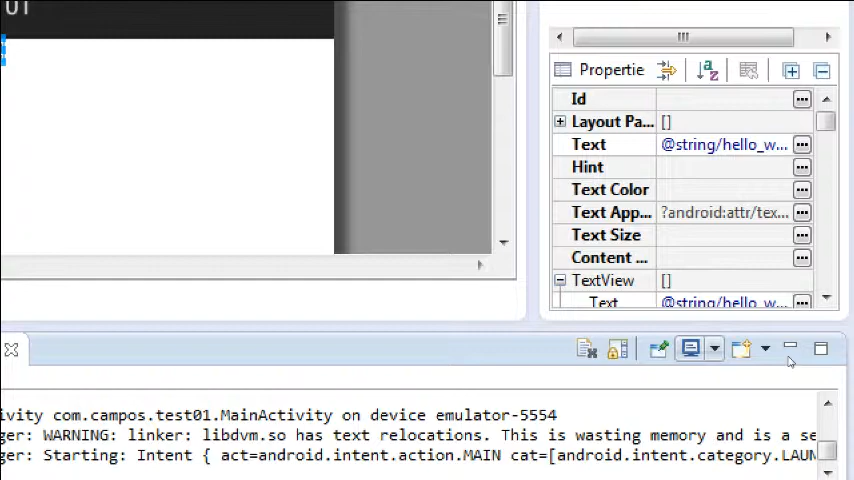 UI
Propertie
Id
Layout Pa... []
Text @string/hello_w...
Hint
Text Color
Text App... ?android:attr/tex...
Text Size
Content ...
TextView []
Text @string/hello_w...
ivity com.campos.test01.MainActivity on device emulator-5554
ger: WARNING: linker: libdvm.so has text relocations. This is wasting memory and is a se
ger: Starting: Intent { act=android.intent.action.MAIN cat=[android.intent.category.LAUN